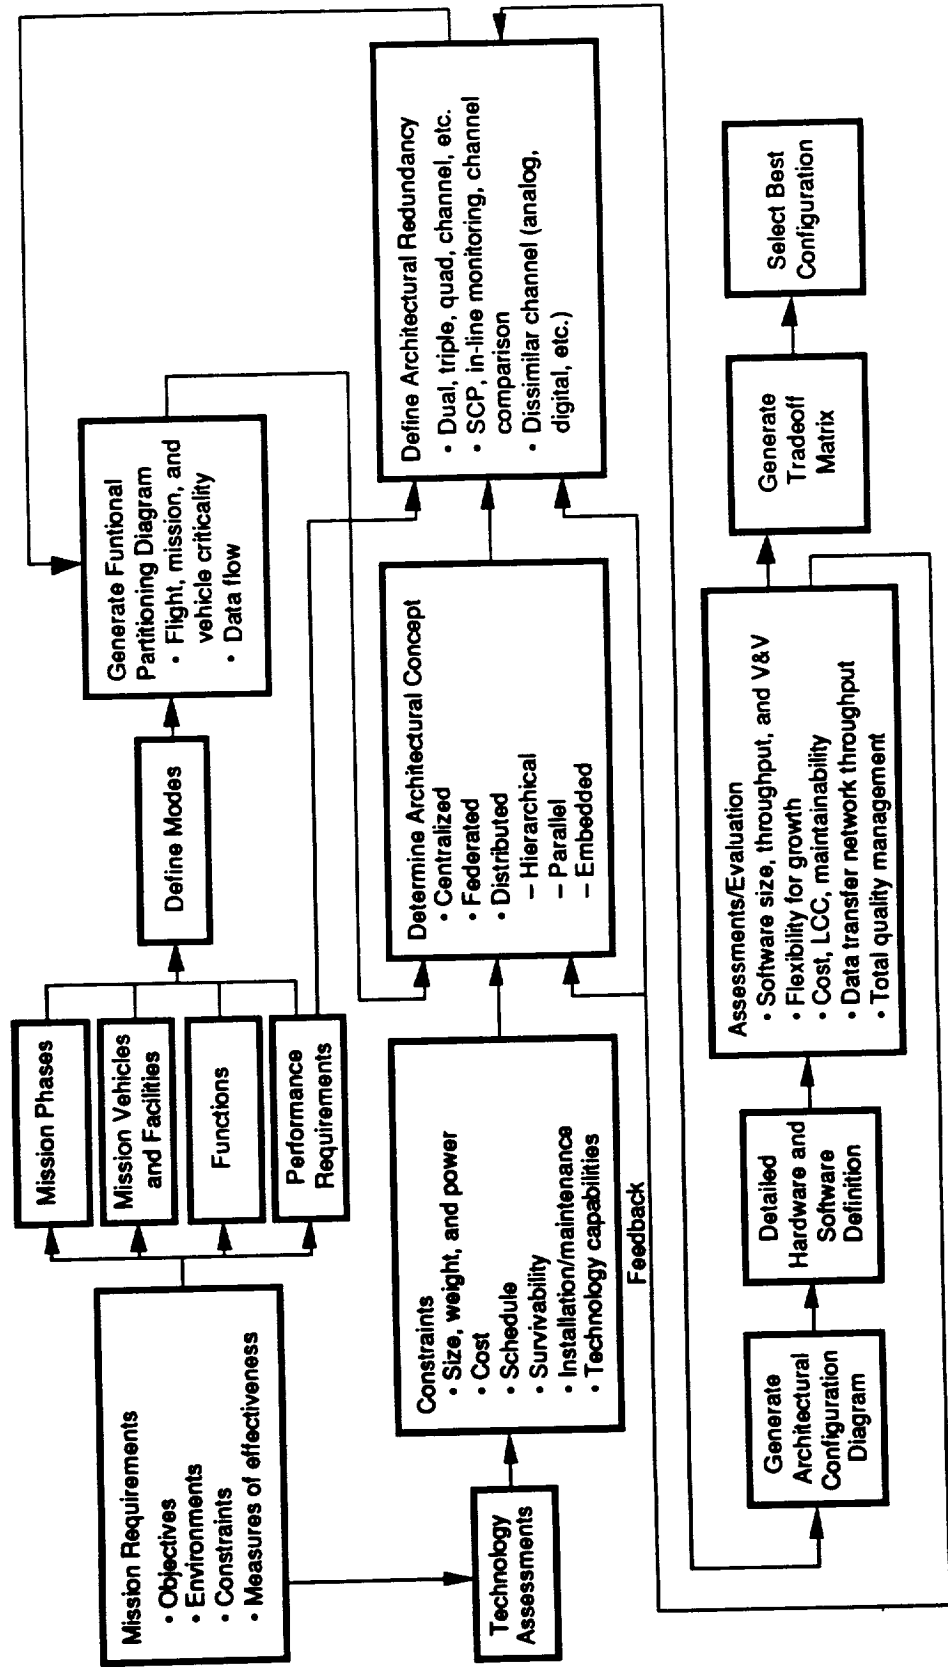 Mission Requirements
• Objectives
• Environments
• Constraints
• Measures of effectiveness
Mission Phases
Mission Vehicles
and Facilities
Functions
Performance
Requirements
Define Modes
Generate Funtional
Partitioning Diagram
• Flight, mission, and
vehicle criticality
• Data flow
Technology
Assessments
Constraints
• Size, weight, and power
• Cost
• Schedule
• Survivability
• Installation/maintenance
• Technology capabilities
Determine Architectural Concept
• Centralized
• Federated
• Distributed
– Hierarchical
– Parallel
– Embedded
Define Architectural Redundancy
• Dual, triple, quad, channel, etc.
• SCP, in-line monitoring, channel
comparison
• Dissimilar channel (analog,
digital, etc.)
Feedback
Generate
Architectural
Configuration
Diagram
Detailed
Hardware and
Software
Definition
Assessments/Evaluation
• Software size, throughput, and V&V
• Flexibility for growth
• Cost, LCC, maintainability
• Data transfer network throughput
• Total quality management
Generate
Tradeoff
Matrix
Select Best
Configuration